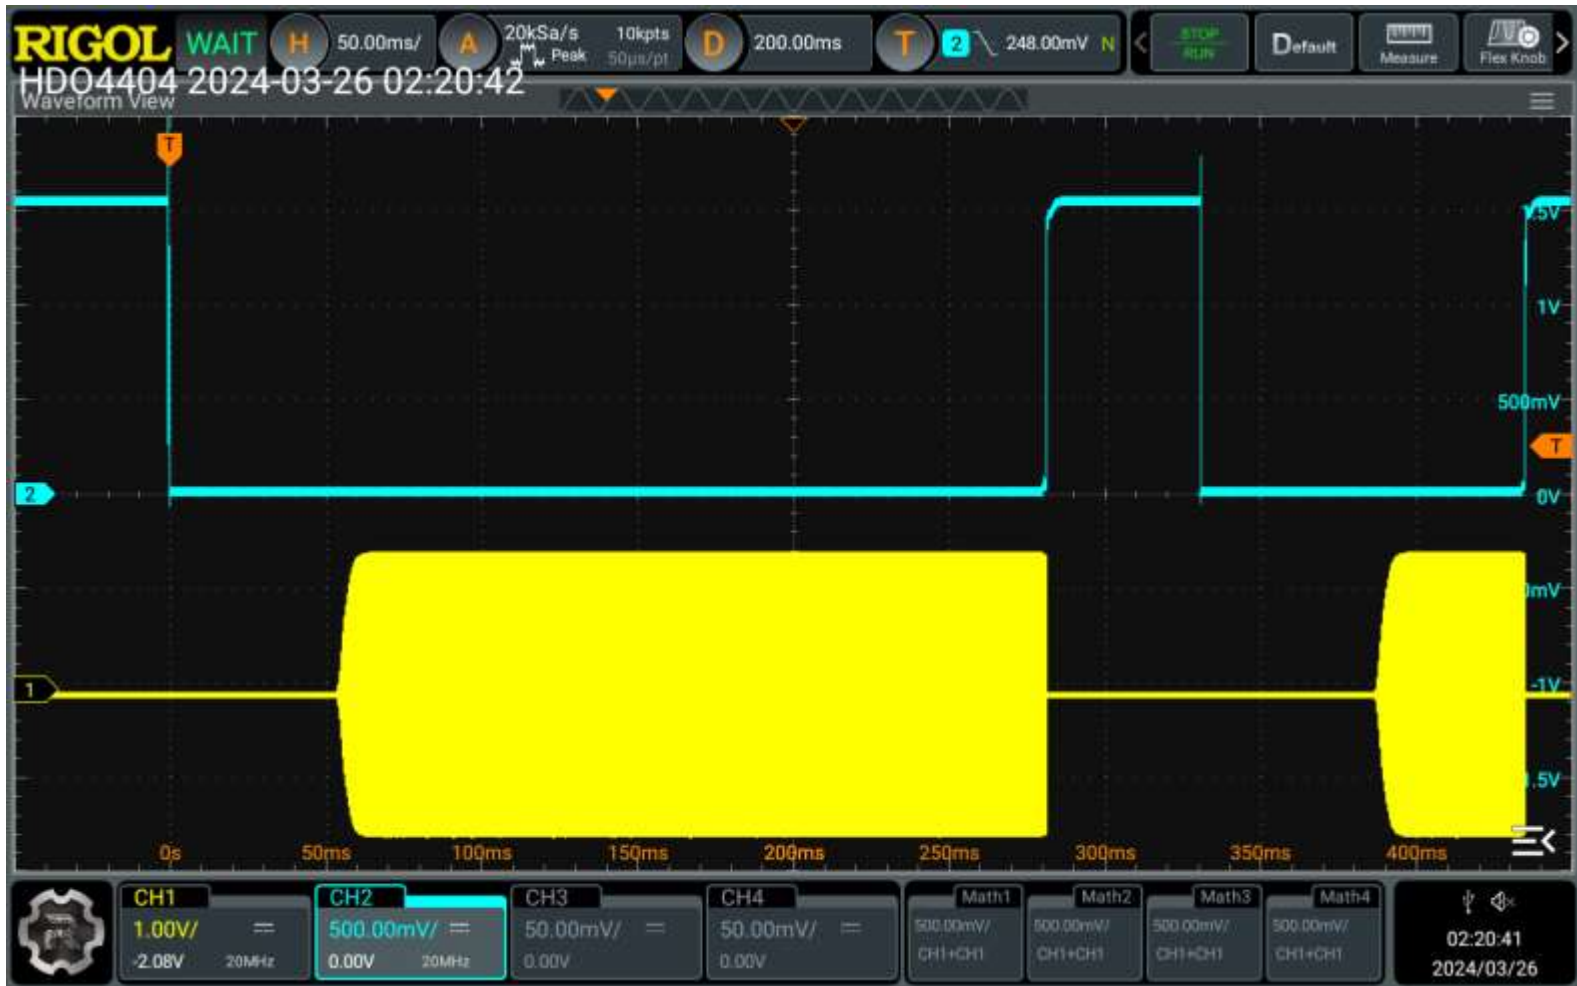 RIGOL WAIT H 50.00ms/ A 20kSa/s 10kpts D 200.00ms T 2 248.00mV N < STOP Default Measure Flex Knob >
Peak 50µs/pt RUN
HDO4404 2024-03-26 02:20:42
Waveform View
T
1.5V
1V
500mV
T
2
0V
1
-1V
0s 50ms 100ms 150ms 200ms 250ms 300ms 350ms 400ms
CH1 CH2 CH3 CH4 Math1 Math2 Math3 Math4
1.00V/ 500.00mV/ 50.00mV/ 50.00mV/ 500.00mV/ 500.00mV/ 500.00mV/ 500.00mV/
-2.08V 20MHz 0.00V 20MHz 0.00V 0.00V CH1+CH1 CH1+CH1 CH1+CH1 CH1+CH1
02:20:41
2024/03/26